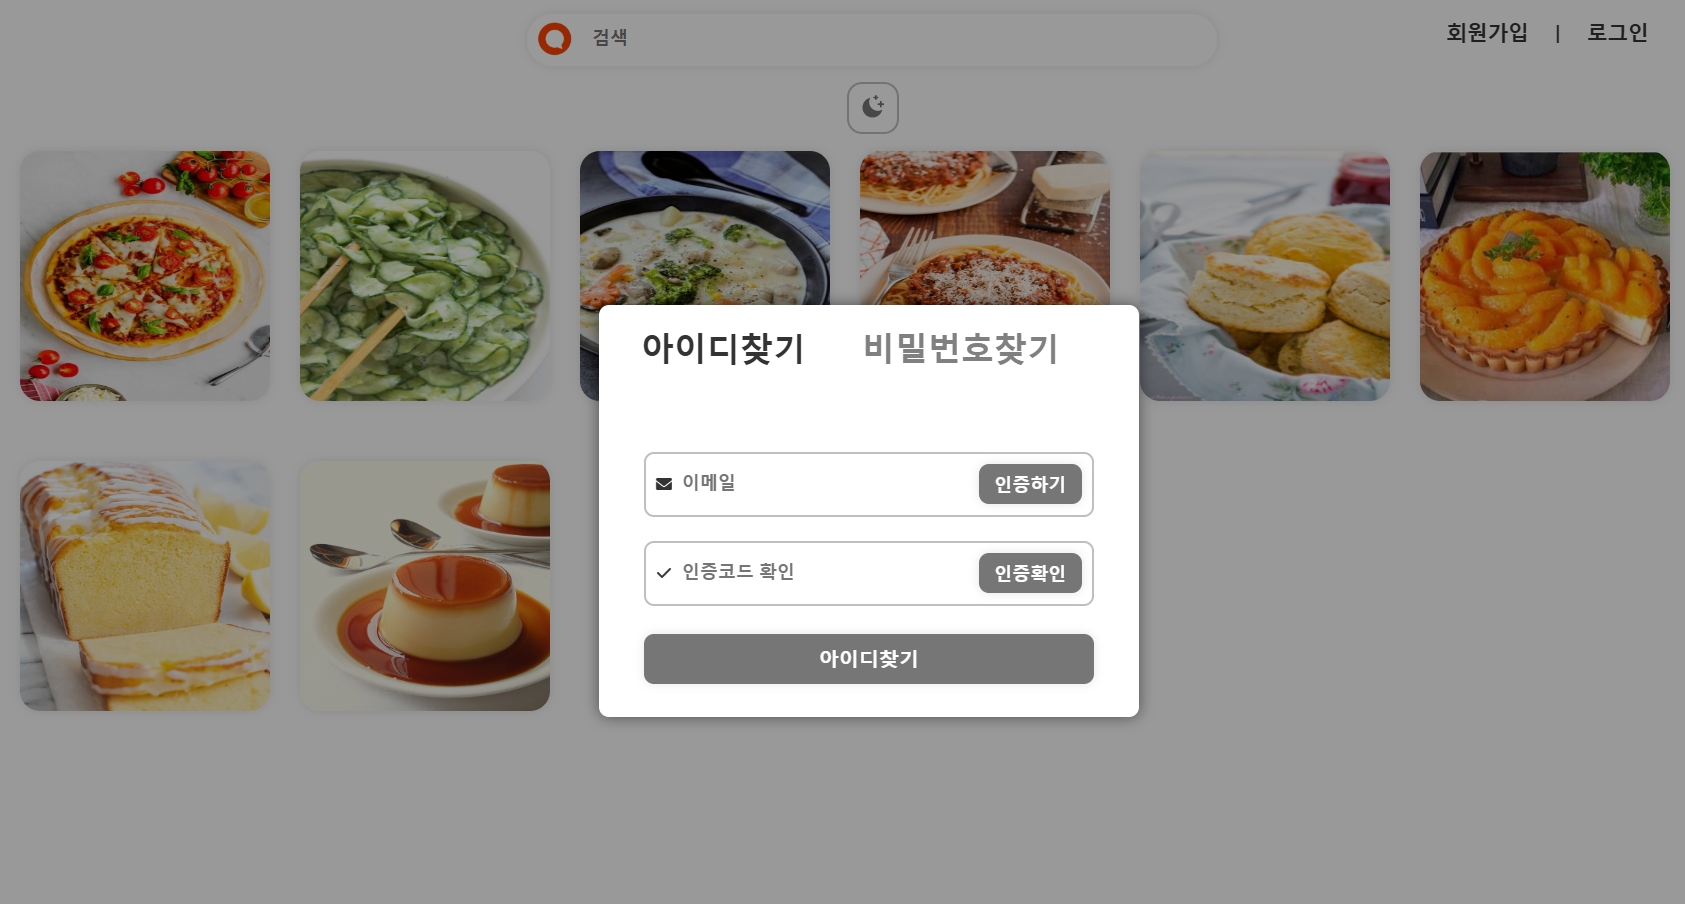 검색
회원가입 | 로그인
아이디찾기 비밀번호찾기
이메일 인증하기
인증코드 확인 인증확인
아이디찾기